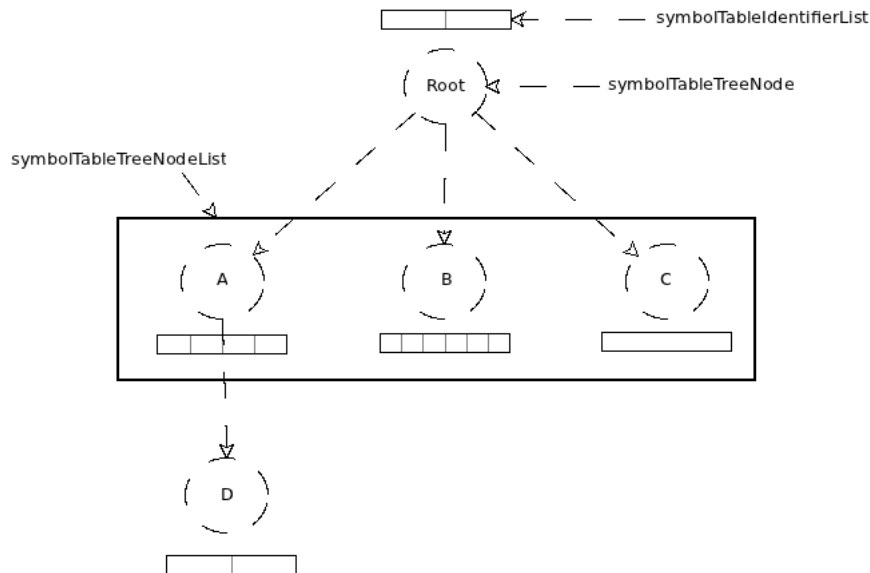 symbolTableIdentifierList
Root
symbolTableTreeNode
symbolTableTreeNodeList
A
B
C
D